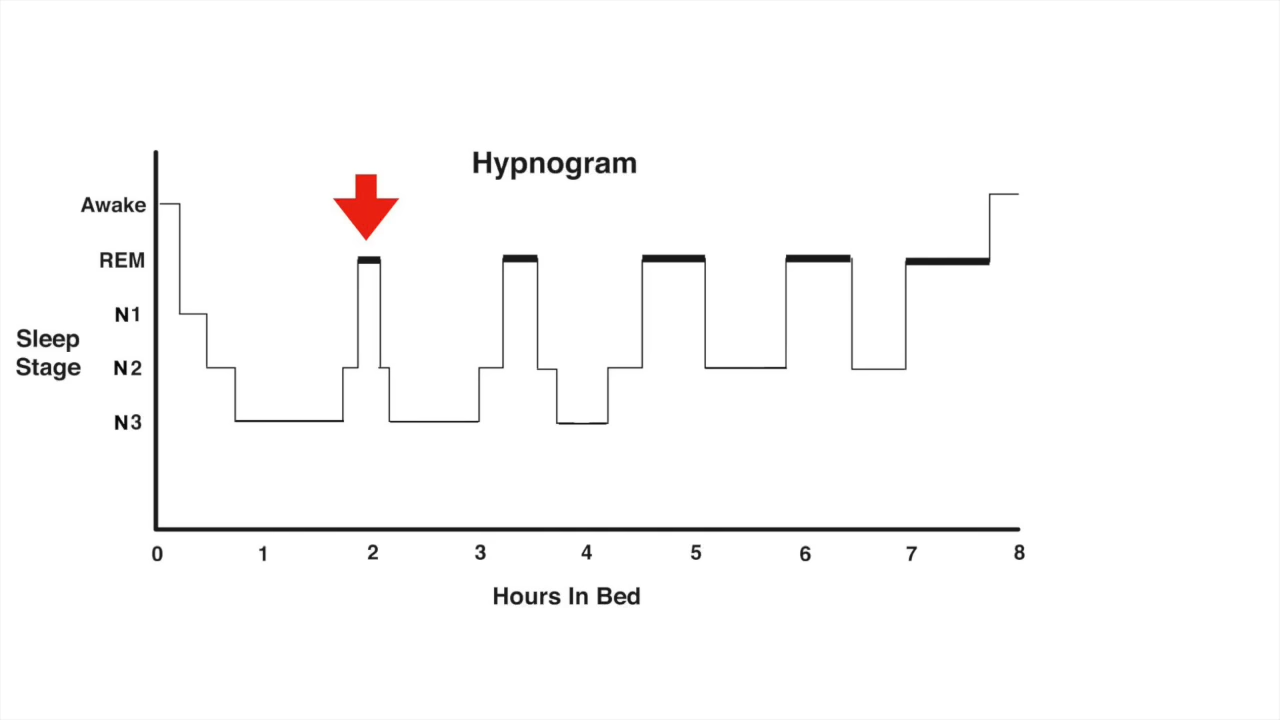 Hypnogram
Awake
REM
N1
Sleep
Stage
N2
N3
0 1 2 3 4 5 6 7 8
Hours In Bed